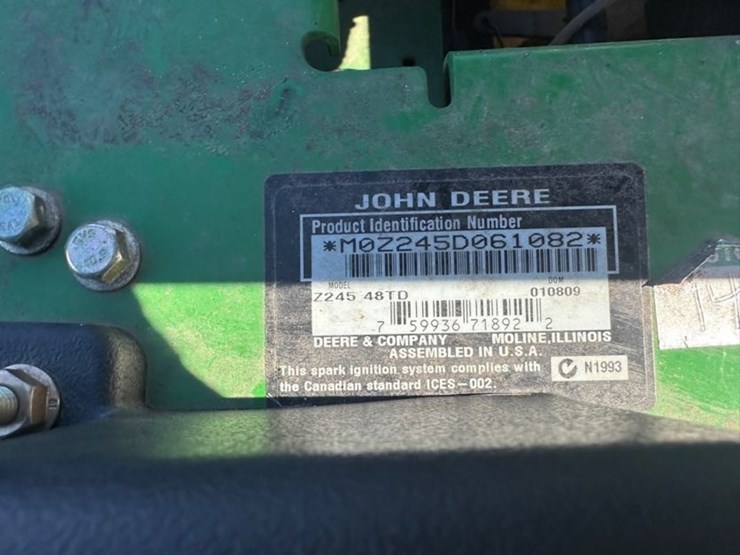 JOHN DEERE
Product Identification Number
*M0Z245D061082*
MODEL DOM
Z245 48TD 010809
7 59936 71892 2
DEERE & COMPANY MOLINE,ILLINOIS
ASSEMBLED IN U.S.A.
This spark ignition system complies with N1993
the Canadian standard ICES-002.